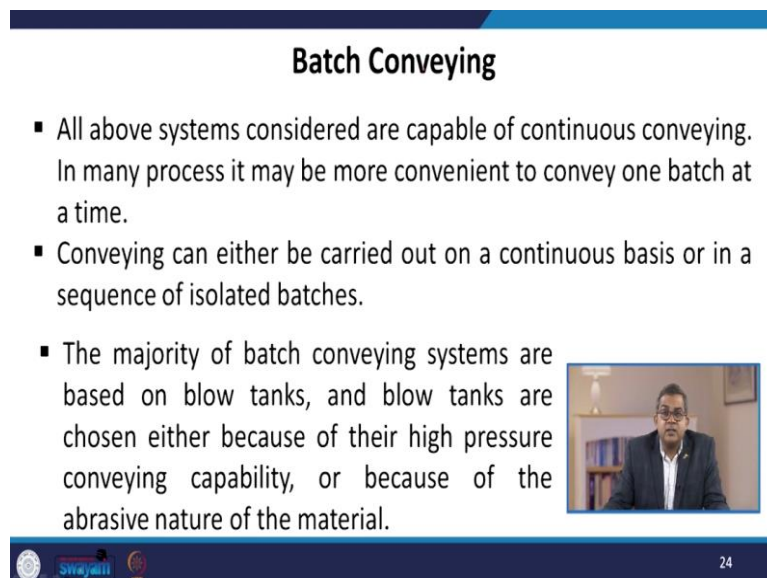 Batch Conveying
▪ All above systems considered are capable of continuous conveying.
In many process it may be more convenient to convey one batch at
a time.
▪ Conveying can either be carried out on a continuous basis or in a
sequence of isolated batches.
▪ The majority of batch conveying systems are
based on blow tanks, and blow tanks are
chosen either because of their high pressure
conveying capability, or because of the
abrasive nature of the material.
swayam
24